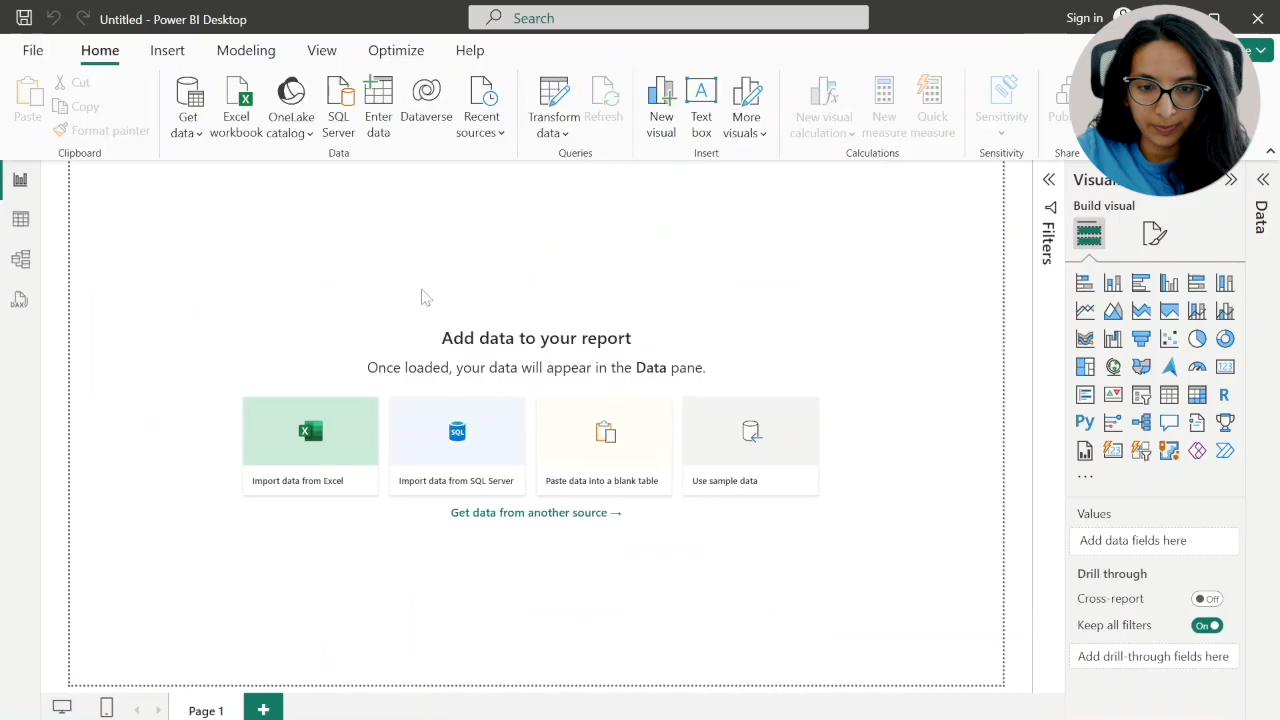 Untitled - Power BI Desktop
Search
Sign in
File Home Insert Modeling View Optimize Help
Paste
Cut
Copy
Format painter
Clipboard
Get data
Excel workbook
OneLake catalog
SQL Server
Enter data
Dataverse
Recent sources
Data
Transform data
Refresh
Queries
New visual
A
Text box
More visuals
Insert
New visual calculation
New measure
Quick measure
Calculations
Sensitivity
Sensitivity
Share
Filters
Build visual
Data
123
R
Py
123
...
Values
Add data fields here
Drill through
Cross-report Off
Keep all filters On
Add drill-through fields here
DAX
Add data to your report
Once loaded, your data will appear in the Data pane.
X
SQL
Import data from Excel
Import data from SQL Server
Paste data into a blank table
Use sample data
Get data from another source →
Page 1
+